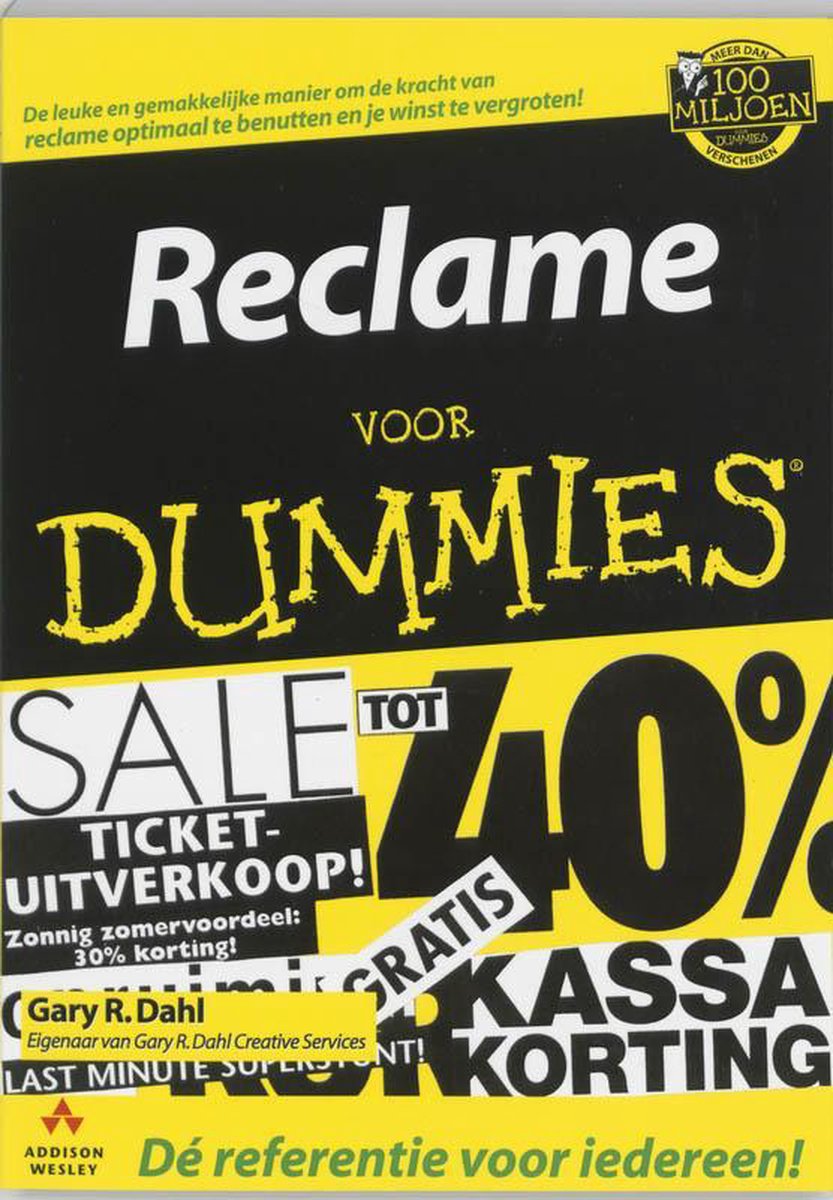 De leuke en gemakkelijke manier om de kracht van
reclame optimaal te benutten en je winst te vergroten!
MEER DAN
100
MILJOEN
VOOR
DUMMIES
VERSCHENEN
Reclame
VOOR
DUMMIES®
SALE
TOT
40%
TICKET-
UITVERKOOP!
Zonnig zomervoordeel:
30% korting!
GRATIS
KASSA
KORTING
Gary R. Dahl
Eigenaar van Gary R. Dahl Creative Services
LAST MINUTE SUPERSTUNT!
ADDISON
WESLEY
Dé referentie voor iedereen!